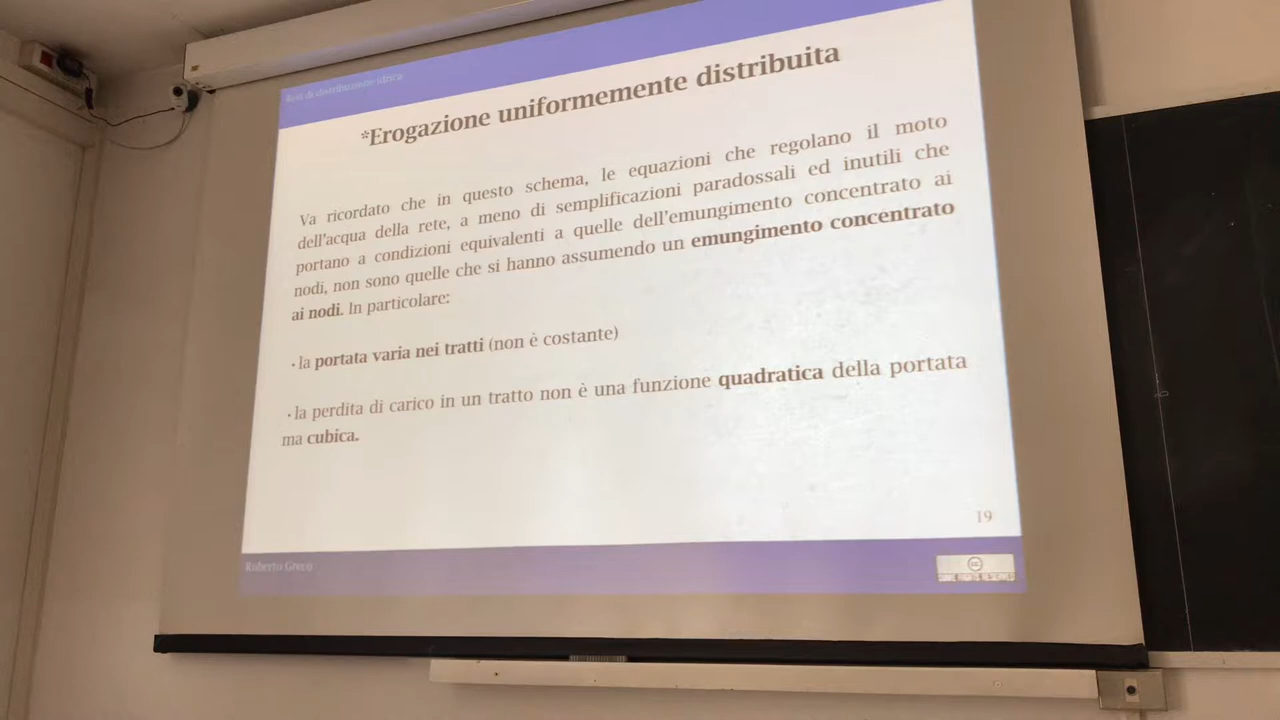 Reti di distribuzione idrica
*Erogazione uniformemente distribuita
Va ricordato che in questo schema, le equazioni che regolano il moto
dell'acqua della rete, a meno di semplificazioni paradossali ed inutili che
portano a condizioni equivalenti a quelle dell'emungimento concentrato ai
nodi, non sono quelle che si hanno assumendo un emungimento concentrato
ai nodi. In particolare:
· la portata varia nei tratti (non è costante)
· la perdita di carico in un tratto non è una funzione quadratica della portata
ma cubica.
19
Roberto Greco
cc
SOME RIGHTS RESERVED